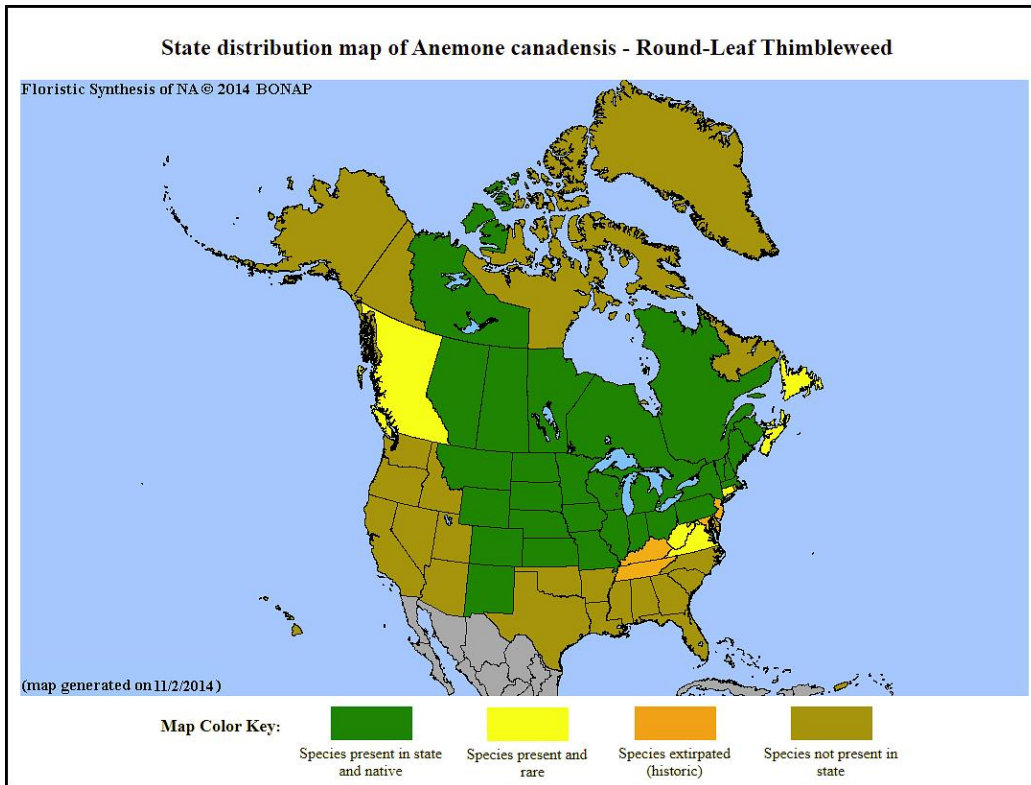 State distribution map of Anemone canadensis - Round-Leaf Thimbleweed
Floristic Synthesis of NA © 2014 BONAP
(map generated on 11/2/2014)
Map Color Key:
Species present in state
and native
Species present and
rare
Species extirpated
(historic)
Species not present in
state